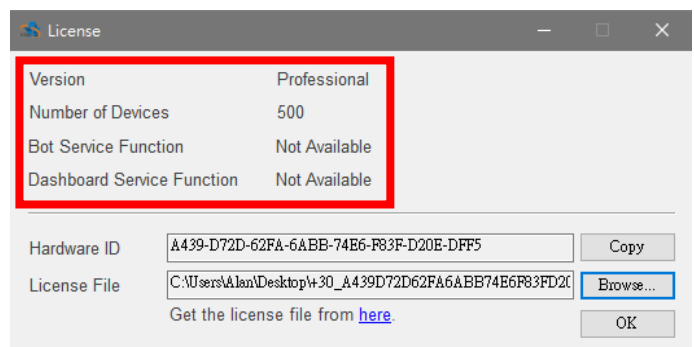 License
Version Professional
Number of Devices 500
Bot Service Function Not Available
Dashboard Service Function Not Available
Hardware ID A439-D72D-62FA-6ABB-74E6-F83F-D20E-DFF5 Copy
License File C:\Users\Alan\Desktop\+30_A439D72D62FA6ABB74E6F83FD20 Browse...
Get the license file from here.
OK